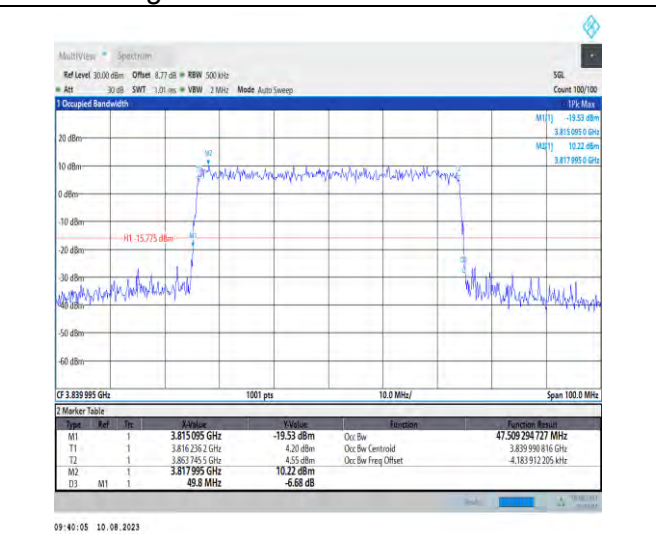 MultiView Spectrum
Ref Level 30.00 dBm Offset 8.77 dB RBW 500 kHz SGL
Att 30 dB SWT 1.01 ms VBW 2 MHz Mode Auto Sweep Count 100/100
1 Occupied Bandwidth 1Pk Max
M1[1] -19.53 dBm
3.815 095 0 GHz
M2[1] 10.22 dBm
3.817 995 0 GHz
20 dBm
M2
10 dBm
0 dBm
-10 dBm
H1 -15.775 dBm M1
-20 dBm
D3
-30 dBm
-40 dBm
-50 dBm
-60 dBm
CF 3.839 995 GHz 1001 pts 10.0 MHz/ Span 100.0 MHz
2 Marker Table
Type Ref Trc X-Value Y-Value Function Function Result
M1 1 3.815 095 GHz -19.53 dBm Occ Bw 47.509 294 727 MHz
T1 1 3.816 236 2 GHz 4.20 dBm Occ Bw Centroid 3.839 990 816 GHz
T2 1 3.863 745 5 GHz 4.55 dBm Occ Bw Freq Offset -4.183 912 205 kHz
M2 1 3.817 995 GHz 10.22 dBm
D3 M1 1 49.8 MHz -6.68 dB
09:40:05 10.08.2023